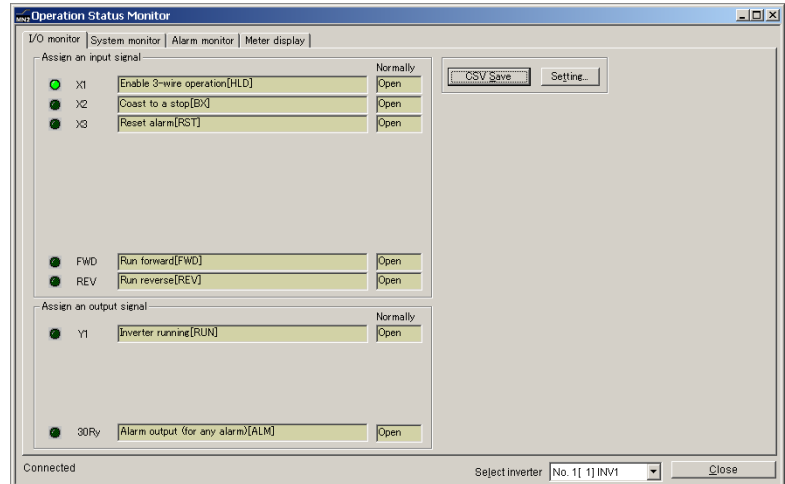 MN2 Operation Status Monitor
I/O monitor System monitor Alarm monitor Meter display
Assign an input signal
Normally
X1 Enable 3-wire operation[HLD] Open
X2 Coast to a stop[BX] Open
X3 Reset alarm[RST] Open
FWD Run forward[FWD] Open
REV Run reverse[REV] Open
CSV Save Setting...
Assign an output signal
Normally
Y1 Inverter running[RUN] Open
30Ry Alarm output (for any alarm)[ALM] Open
Connected
Select inverter No. 1[ 1] INV1 Close